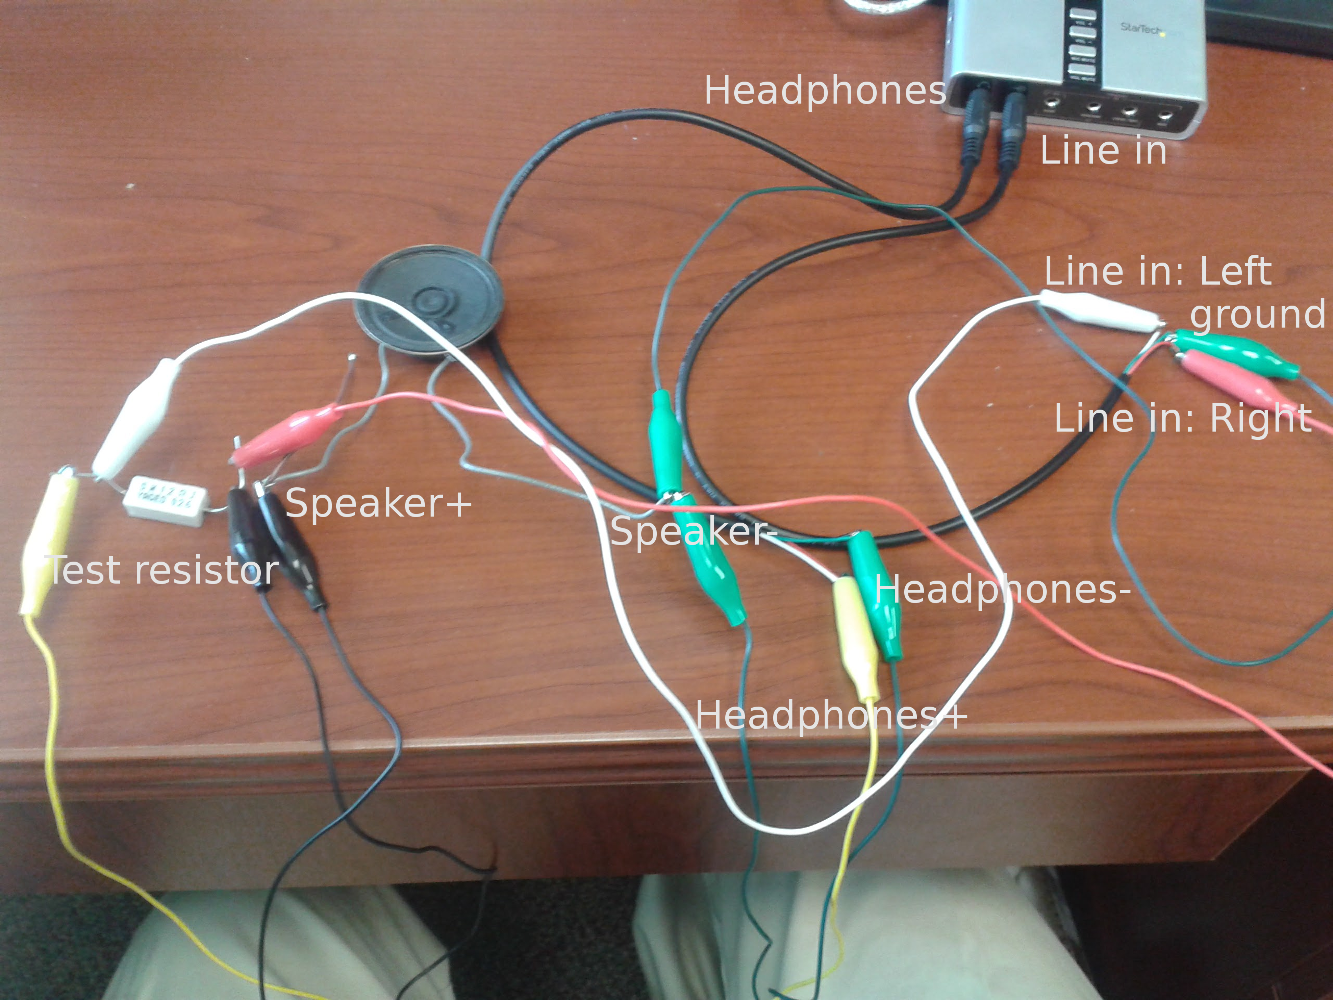 StarTech
Headphones
Line in
Line in: Left
ground
Line in: Right
Speaker+
Speaker-
Test resistor
Headphones-
Headphones+